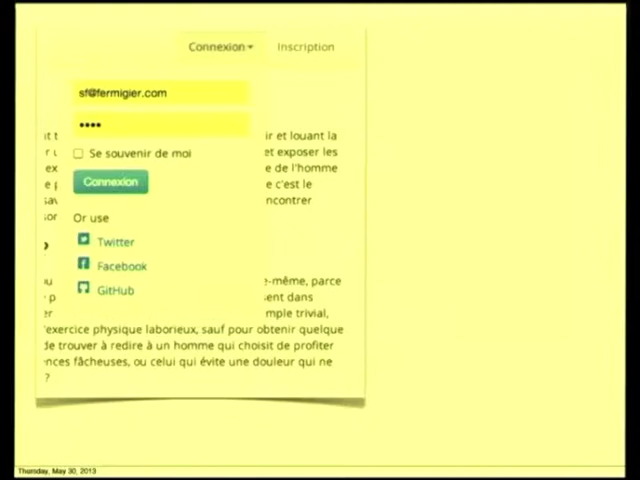 Connexion
Inscription
sf@fermigier.com
••••
Se souvenir de moi
Connexion
Or use
Twitter
Facebook
GitHub
ir et louant la
et exposer les
e de l'homme
e c'est le
ncontrer
e-même, parce
sent dans
mple trivial,
'exercice physique laborieux, sauf pour obtenir quelque
de trouver à redire à un homme qui choisit de profiter
nces fâcheuses, ou celui qui évite une douleur qui ne
?
Thursday, May 30, 2013